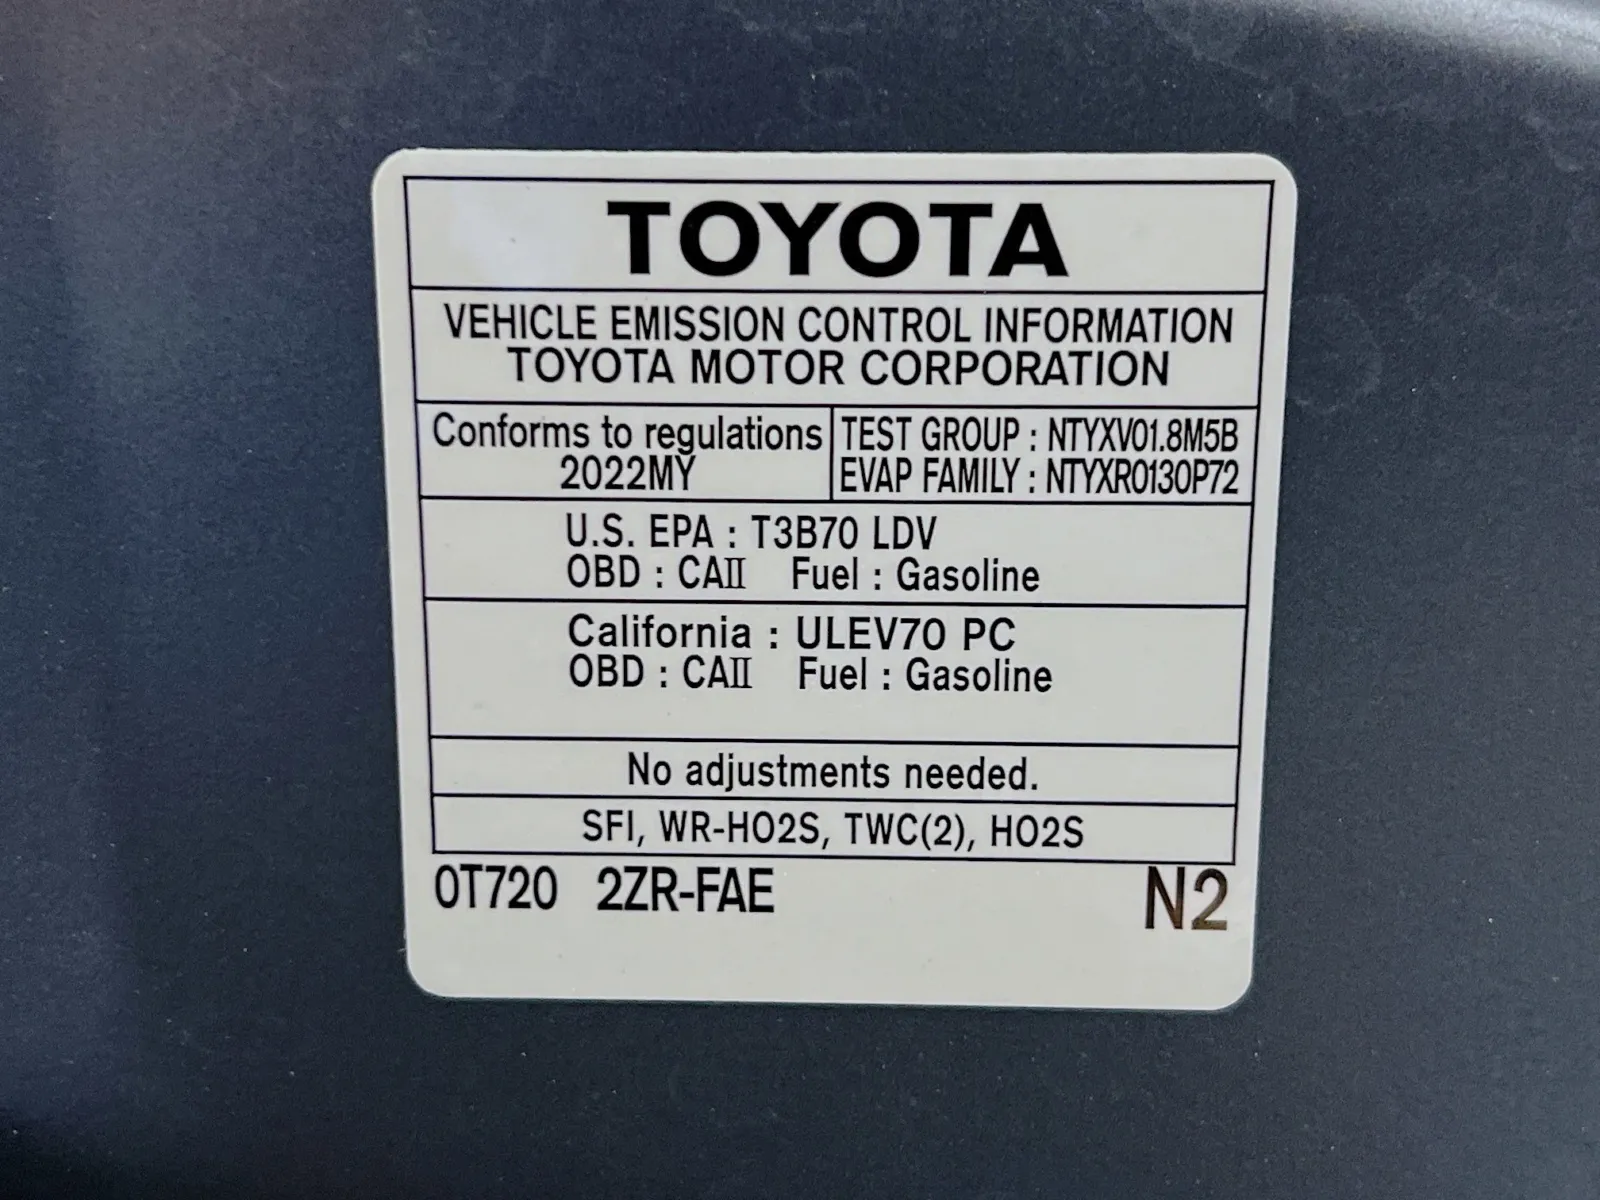 TOYOTA
VEHICLE EMISSION CONTROL INFORMATION
TOYOTA MOTOR CORPORATION
Conforms to regulations
2022MY
TEST GROUP : NTYXV01.8M5B
EVAP FAMILY : NTYXR0130P72
U.S. EPA : T3B70 LDV
OBD : CAⅡ Fuel : Gasoline
California : ULEV70 PC
OBD : CAⅡ Fuel : Gasoline
No adjustments needed.
SFI, WR-HO2S, TWC(2), HO2S
0T720 2ZR-FAE N2